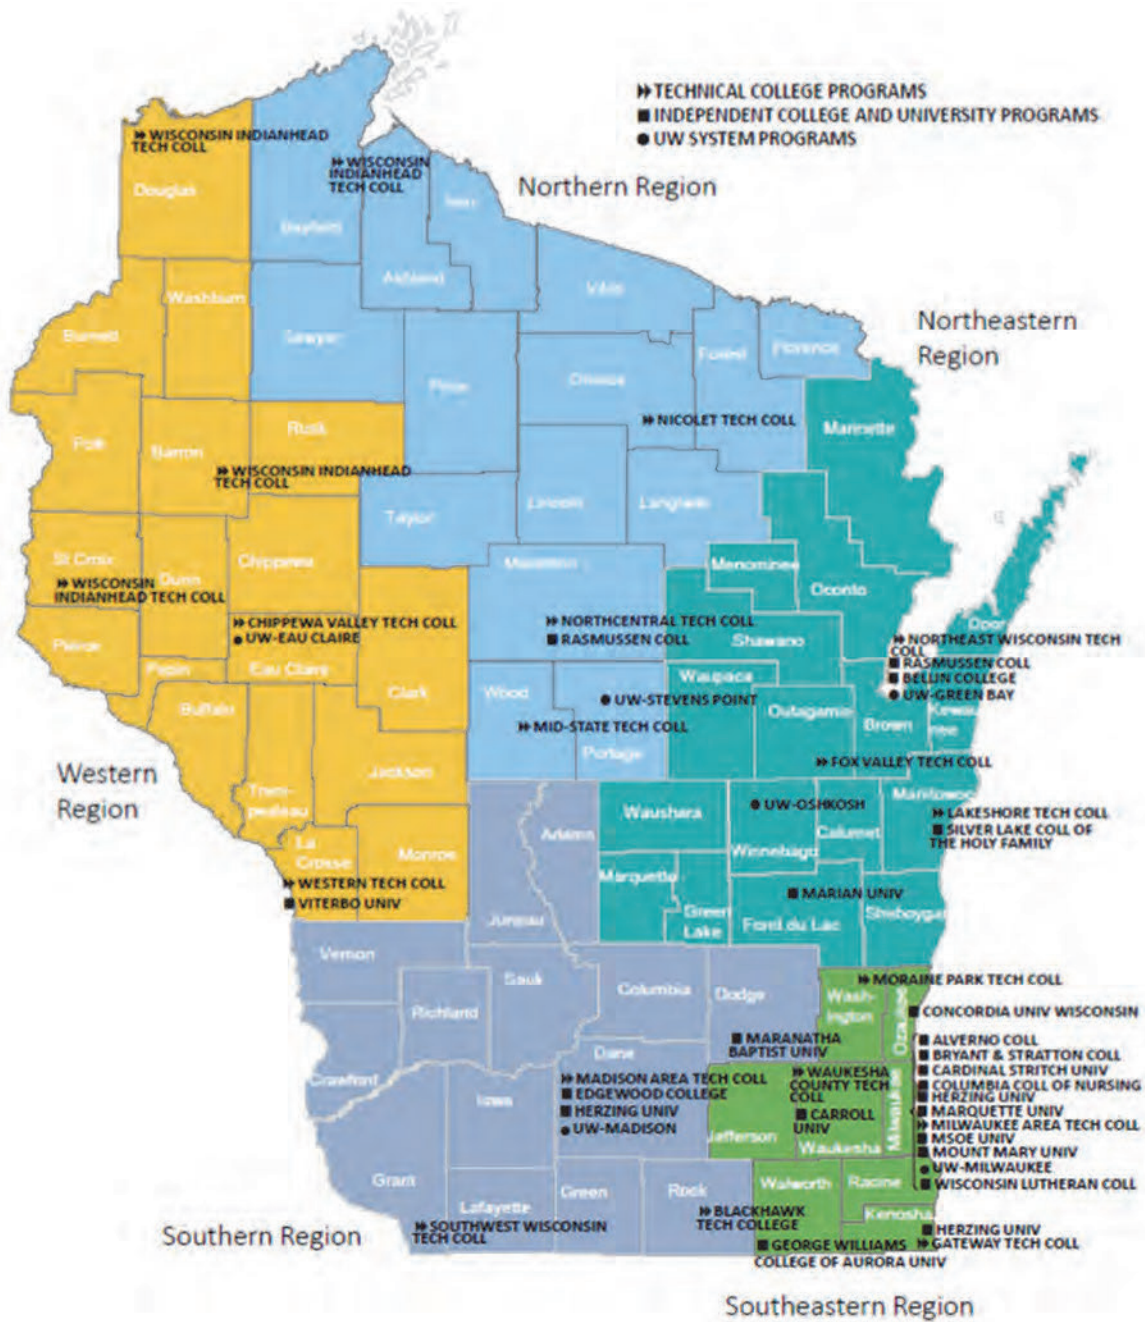 TECHNICAL COLLEGE PROGRAMS
INDEPENDENT COLLEGE AND UNIVERSITY PROGRAMS
UW SYSTEM PROGRAMS
WISCONSIN INDIANHEAD
TECH COLL
Douglas
WISCONSIN
INDIANHEAD
TECH COLL
Northern Region
Iron
Bayfield
Ashland
Vilas
Washburn
Burnett
Sawyer
Price
Oneida
Forest
Florence
Northeastern
Region
NICOLET TECH COLL
Marinette
Polk
Barron
Rusk
WISCONSIN INDIANHEAD
TECH COLL
Taylor
Lincoln
Langlade
St Croix
Dunn
Chippewa
WISCONSIN
INDIANHEAD TECH COLL
Marathon
Menominee
Oconto
Door
CHIPPEWA VALLEY TECH COLL
UW-EAU CLAIRE
Eau Claire
NORTHCENTRAL TECH COLL
RASMUSSEN COLL
Shawano
NORTHEAST WISCONSIN TECH
COLL
RASMUSSEN COLL
BELLIN COLLEGE
UW-GREEN BAY
Pierce
Pepin
Buffalo
Clark
Wood
UW-STEVENS POINT
MID-STATE TECH COLL
Portage
Waupaca
Outagamie
Brown
Kewau
nee
FOX VALLEY TECH COLL
Western
Region
Trem-
pealeau
Jackson
Adams
Waushara
UW-OSHKOSH
Winnebago
Calumet
Manitowoc
LAKESHORE TECH COLL
SILVER LAKE COLL OF
THE HOLY FAMILY
La
Crosse
Monroe
WESTERN TECH COLL
VITERBO UNIV
Juneau
Marquette
Green
Lake
MARIAN UNIV
Fond du Lac
Sheboygan
Vernon
Richland
Sauk
Columbia
Dodge
MORAINE PARK TECH COLL
Wash-
ington
Ozaukee
CONCORDIA UNIV WISCONSIN
MARANATHA
BAPTIST UNIV
Crawford
Iowa
Dane
MADISON AREA TECH COLL
EDGEWOOD COLLEGE
HERZING UNIV
UW-MADISON
Jefferson
WAUKESHA
COUNTY TECH
COLL
CARROLL
UNIV
Waukesha
Milwaukee
ALVERNO COLL
BRYANT & STRATTON COLL
CARDINAL STRITCH UNIV
COLUMBIA COLL OF NURSING
HERZING UNIV
MARQUETTE UNIV
MILWAUKEE AREA TECH COLL
MSOE UNIV
MOUNT MARY UNIV
UW-MILWAUKEE
WISCONSIN LUTHERAN COLL
Grant
Lafayette
Green
Rock
Walworth
Racine
Kenosha
SOUTHWEST WISCONSIN
TECH COLL
BLACKHAWK
TECH COLLEGE
HERZING UNIV
GATEWAY TECH COLL
GEORGE WILLIAMS
COLLEGE OF AURORA UNIV
Southern Region
Southeastern Region